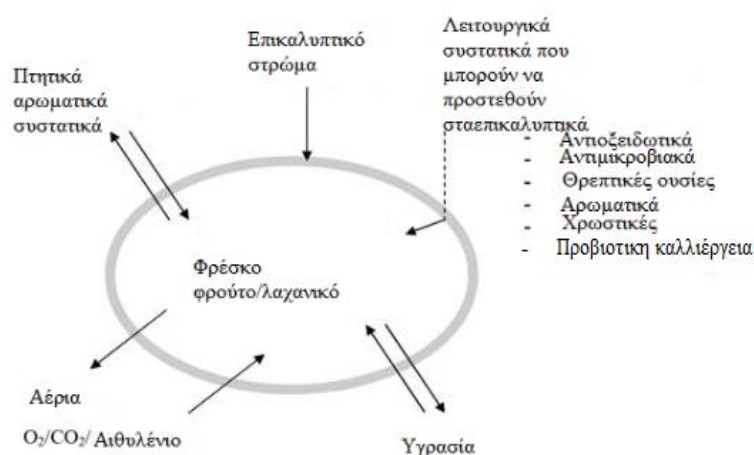 Πτητικά
αρωματικά
συστατικά
Επικαλυπτικό
στρώμα
Λειτουργικά
συστατικά που
μπορούν να
προστεθούν
σταεπικαλυπτικά
- Αντιοξειδωτικά
- Αντιμικροβιακά
- Θρεπτικές ουσίες
- Αρωματικά
- Χρωστικές
- Προβιοτικη καλλιέργεια
Φρέσκο
φρούτο/λαχανικό
Αέρια
O₂/CO₂/ Αιθυλένιο
Υγρασία